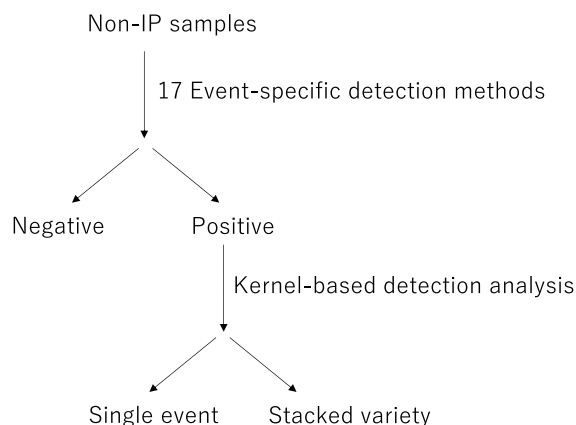 Non-IP samples
17 Event-specific detection methods
Negative
Positive
Kernel-based detection analysis
Single event
Stacked variety